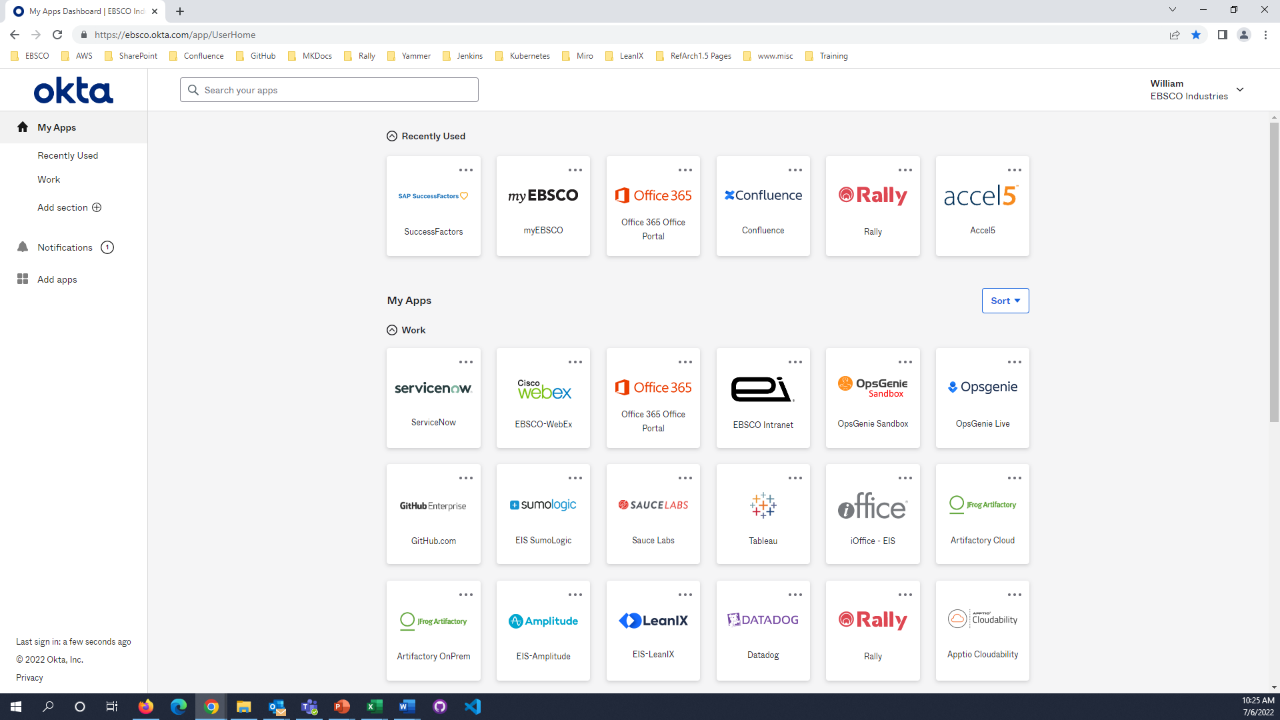 My Apps Dashboard | EBSCO Ind
https://ebsco.okta.com/app/UserHome
EBSCO AWS SharePoint Confluence GitHub MKDocs Rally Yammer Jenkins Kubernetes Miro LeanIX RefArch1.5 Pages www.misc Training
okta
Search your apps
William
EBSCO Industries
My Apps
Recently Used
Work
Add section
Notifications 1
Add apps
Last sign in: a few seconds ago
© 2022 Okta, Inc.
Privacy
Recently Used
SAP SuccessFactors
SuccessFactors
myEBSCO
myEBSCO
Office 365
Office 365 Office
Portal
Confluence
Confluence
Rally
Rally
accel5
Accel5
My Apps
Sort
Work
servicenow
ServiceNow
Cisco
webex
EBSCO-WebEx
Office 365
Office 365 Office
Portal
ei.
EBSCO Intranet
OpsGenie
Sandbox
OpsGenie Sandbox
Opsgenie
OpsGenie Live
GitHub Enterprise
GitHub.com
sumologic
EIS SumoLogic
SAUCELABS
Sauce Labs
Tableau
iOffice
iOffice - EIS
JFrog Artifactory
Artifactory Cloud
JFrog Artifactory
Artifactory OnPrem
Amplitude
EIS-Amplitude
LeanIX
EIS-LeanIX
DATADOG
Datadog
Rally
Rally
APPTIO
Cloudability
Apptio Cloudability
10:25 AM
7/6/2022